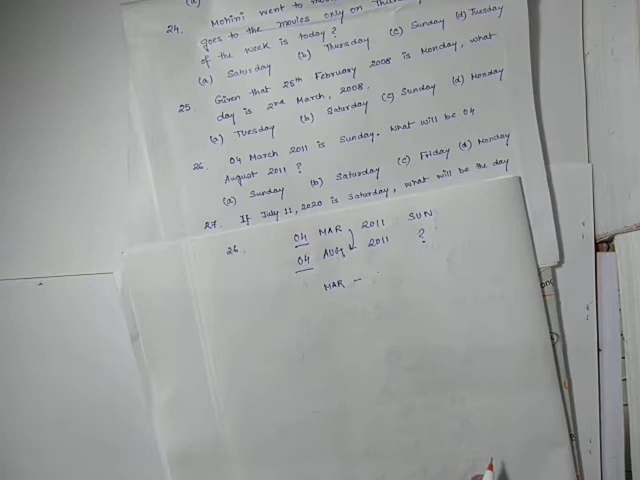 (a)
24. Mohini went to
goes to the movies only on
of the week is today?
(a) Saturday (b) Thursday (c) Sunday (d) Tuesday
25. Given that 25th February 2008 is Monday, what
day is 2nd March, 2008.
(a) Tuesday (b) Saturday (c) Sunday (d) Monday
26. 04 March 2011 is Sunday. What will be 04
August 2011 ?
(a) Sunday (b) Saturday (c) Friday (d) Monday
27. If July 11, 2020 is Saturday, what will be the day
26. 04 MAR 2011 SUN
04 AUG 2011 ?
MAR -